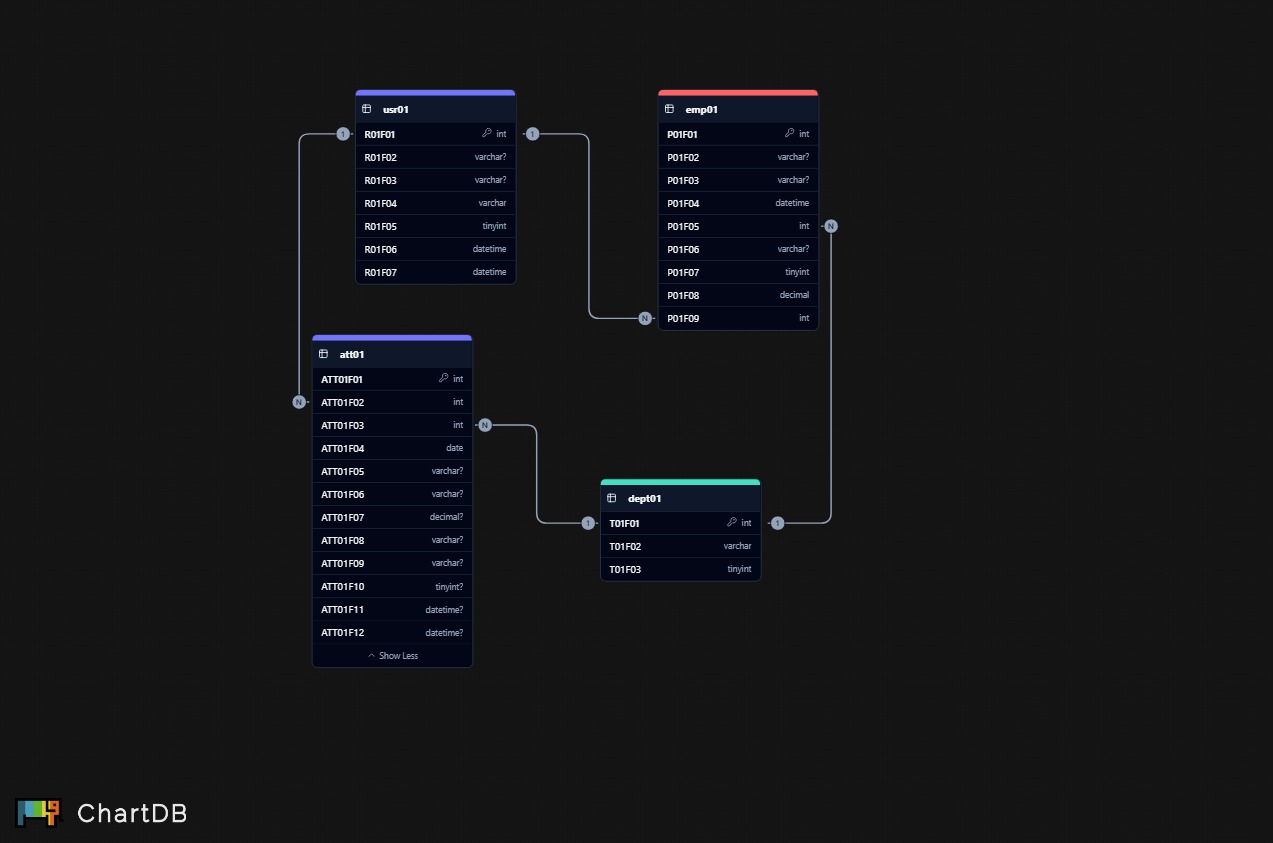 usr01
R01F01 int
R01F02 varchar?
R01F03 varchar?
R01F04 varchar
R01F05 tinyint
R01F06 datetime
R01F07 datetime
emp01
P01F01 int
P01F02 varchar?
P01F03 varchar?
P01F04 datetime
P01F05 int
P01F06 varchar?
P01F07 tinyint
P01F08 decimal
P01F09 int
1
1
N
N
att01
ATT01F01 int
ATT01F02 int
ATT01F03 int
ATT01F04 date
ATT01F05 varchar?
ATT01F06 varchar?
ATT01F07 decimal?
ATT01F08 varchar?
ATT01F09 varchar?
ATT01F10 tinyint?
ATT01F11 datetime?
ATT01F12 datetime?
Show Less
N
N
dept01
T01F01 int
T01F02 varchar
T01F03 tinyint
1
1
ChartDB